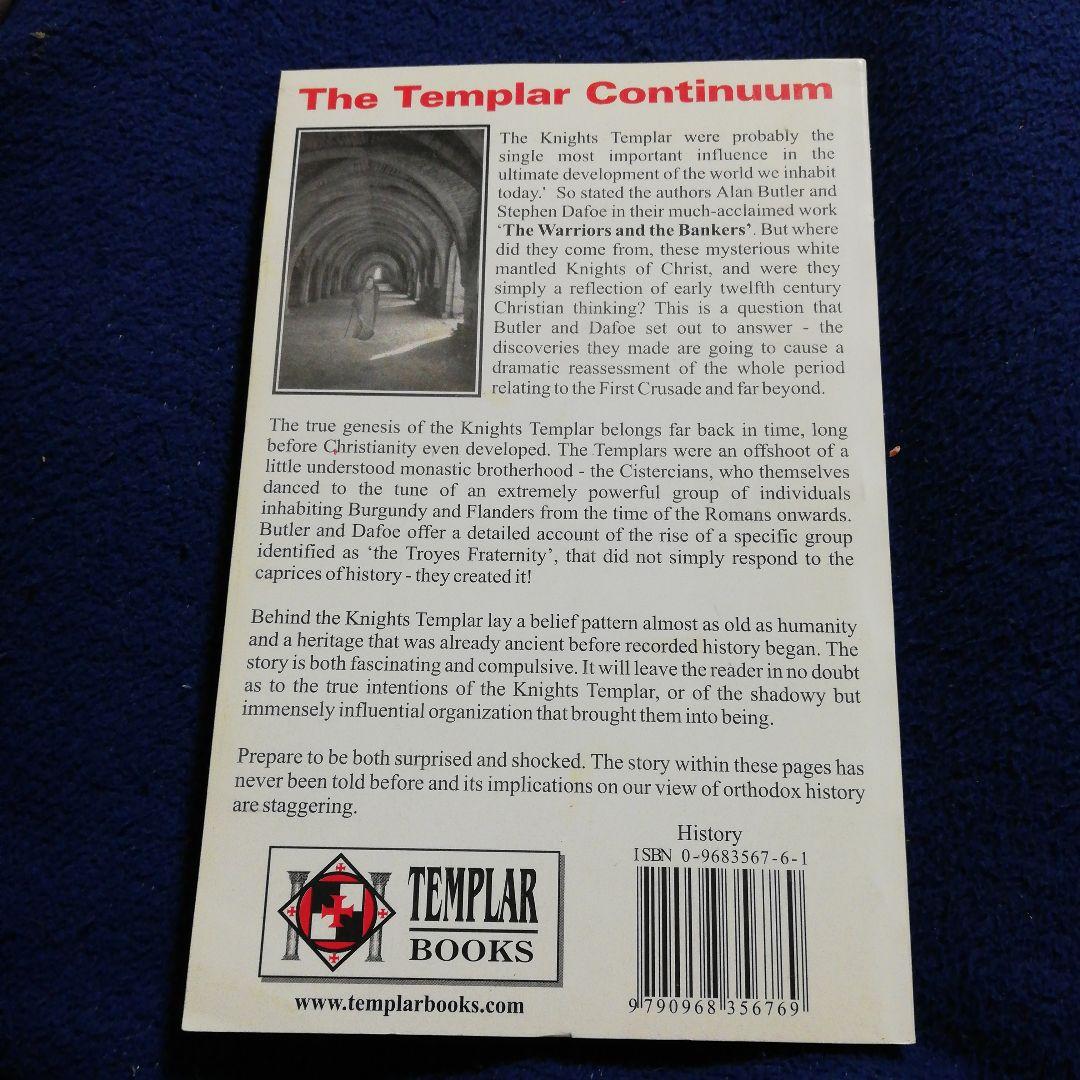 The Templar Continuum
The Knights Templar were probably the
single most important influence in the
ultimate development of the world we inhabit
today.' So stated the authors Alan Butler and
Stephen Dafoe in their much-acclaimed work
'The Warriors and the Bankers'. But where
did they come from, these mysterious white
mantled Knights of Christ, and were they
simply a reflection of early twelfth century
Christian thinking? This is a question that
Butler and Dafoe set out to answer - the
discoveries they made are going to cause a
dramatic reassessment of the whole period
relating to the First Crusade and far beyond.
The true genesis of the Knights Templar belongs far back in time, long
before Christianity even developed. The Templars were an offshoot of a
little understood monastic brotherhood - the Cistercians, who themselves
danced to the tune of an extremely powerful group of individuals
inhabiting Burgundy and Flanders from the time of the Romans onwards.
Butler and Dafoe offer a detailed account of the rise of a specific group
identified as 'the Troyes Fraternity', that did not simply respond to the
caprices of history - they created it!
Behind the Knights Templar lay a belief pattern almost as old as humanity
and a heritage that was already ancient before recorded history began. The
story is both fascinating and compulsive. It will leave the reader in no doubt
as to the true intentions of the Knights Templar, or of the shadowy but
immensely influential organization that brought them into being.
Prepare to be both surprised and shocked. The story within these pages has
never been told before and its implications on our view of orthodox history
are staggering.
History
ISBN 0-9683567-6-1
TEMPLAR
BOOKS
www.templarbooks.com
9 790968 356769